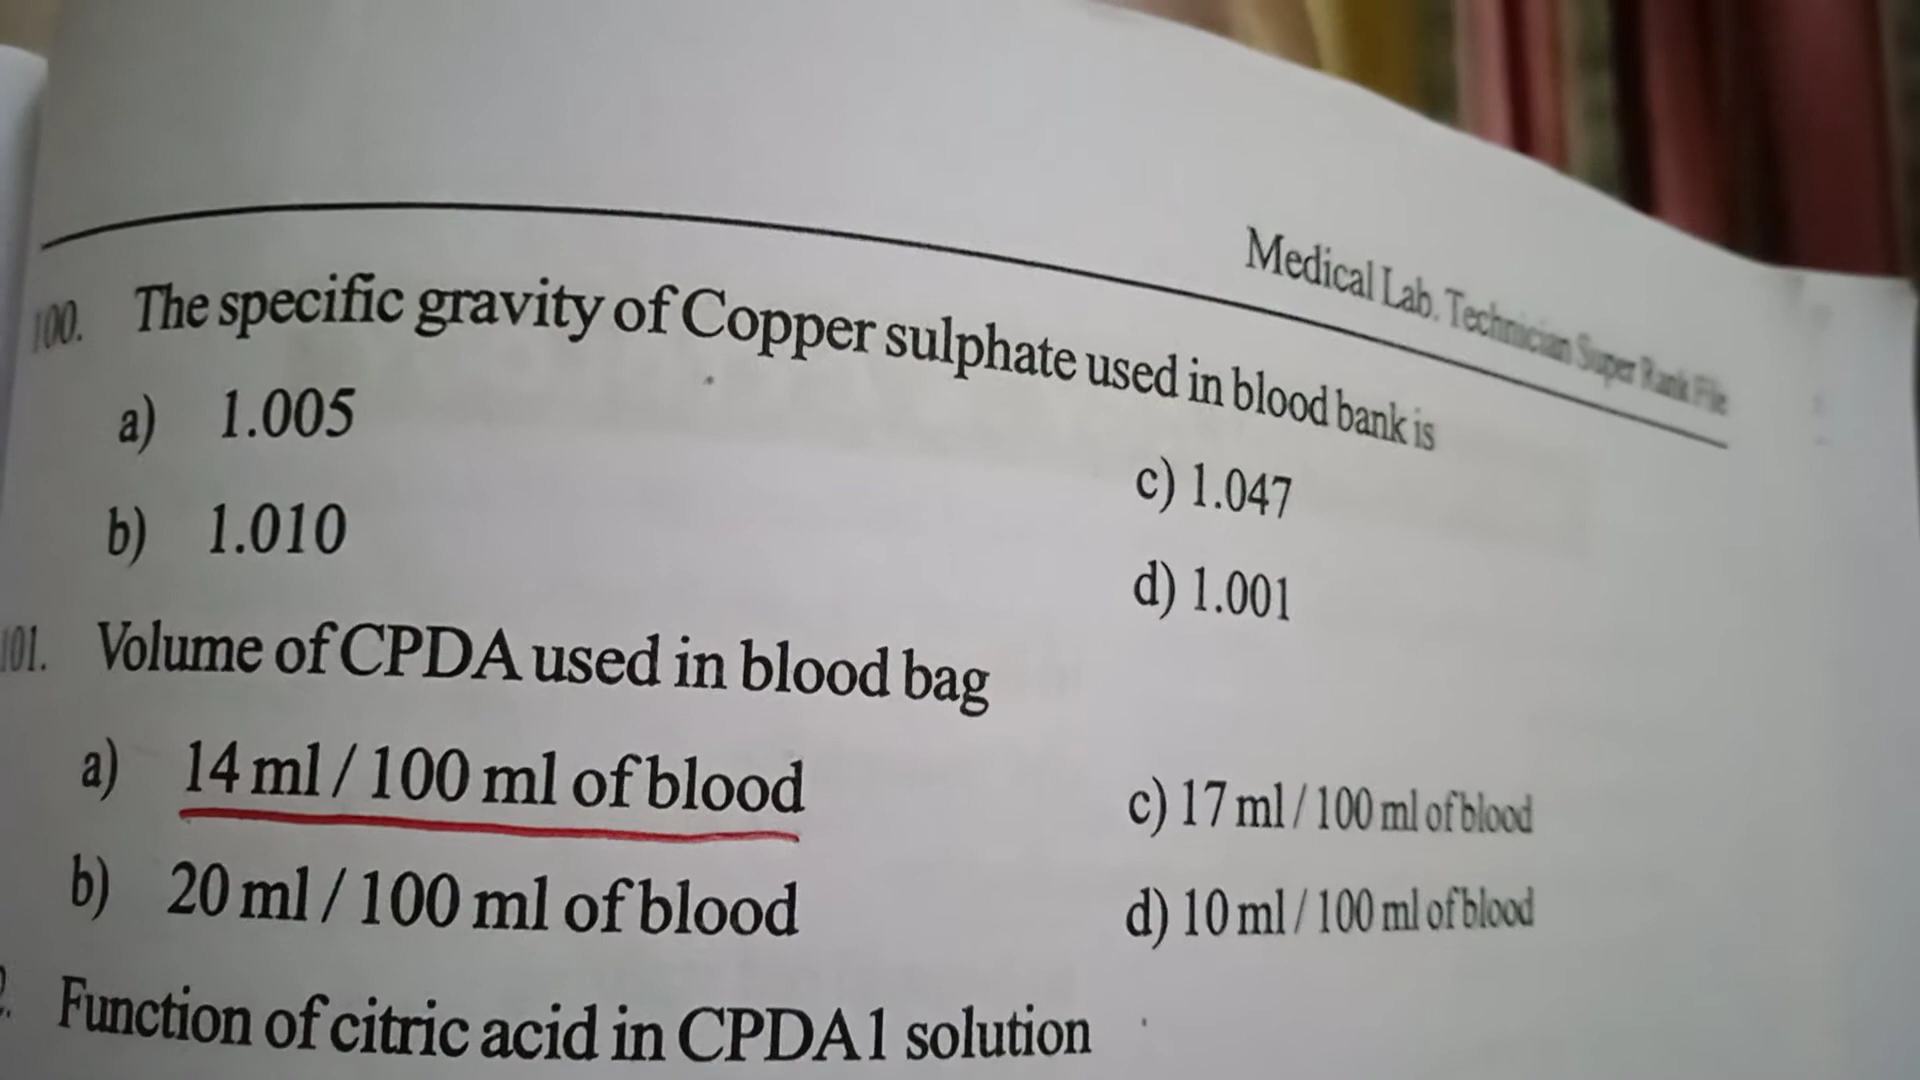 Medical Lab. Technician Super Rank File
100. The specific gravity of Copper sulphate used in blood bank is
a) 1.005
c) 1.047
b) 1.010
d) 1.001
101. Volume of CPDA used in blood bag
a) 14 ml / 100 ml of blood
c) 17 ml / 100 ml of blood
b) 20 ml / 100 ml of blood
d) 10 ml / 100 ml of blood
Function of citric acid in CPDA1 solution